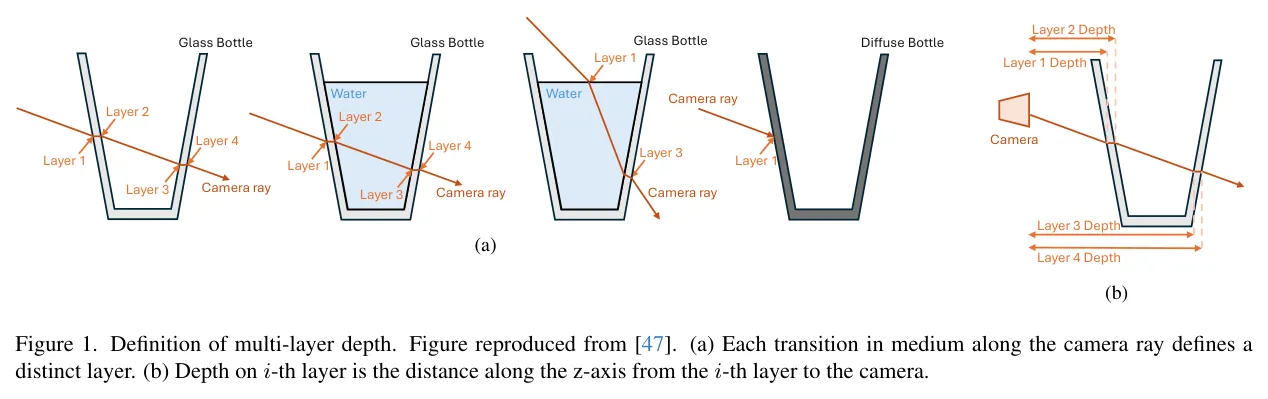 Glass Bottle
Layer 2
Layer 1
Layer 4
Layer 3
Camera ray
Glass Bottle
Water
Layer 2
Layer 1
Layer 4
Layer 3
Camera ray
Glass Bottle
Layer 1
Water
Layer 3
Camera ray
Diffuse Bottle
Camera ray
Layer 1
(a)
Layer 2 Depth
Layer 1 Depth
Camera
Layer 3 Depth
Layer 4 Depth
(b)
Figure 1. Definition of multi-layer depth. Figure reproduced from [47]. (a) Each transition in medium along the camera ray defines a
distinct layer. (b) Depth on i-th layer is the distance along the z-axis from the i-th layer to the camera.